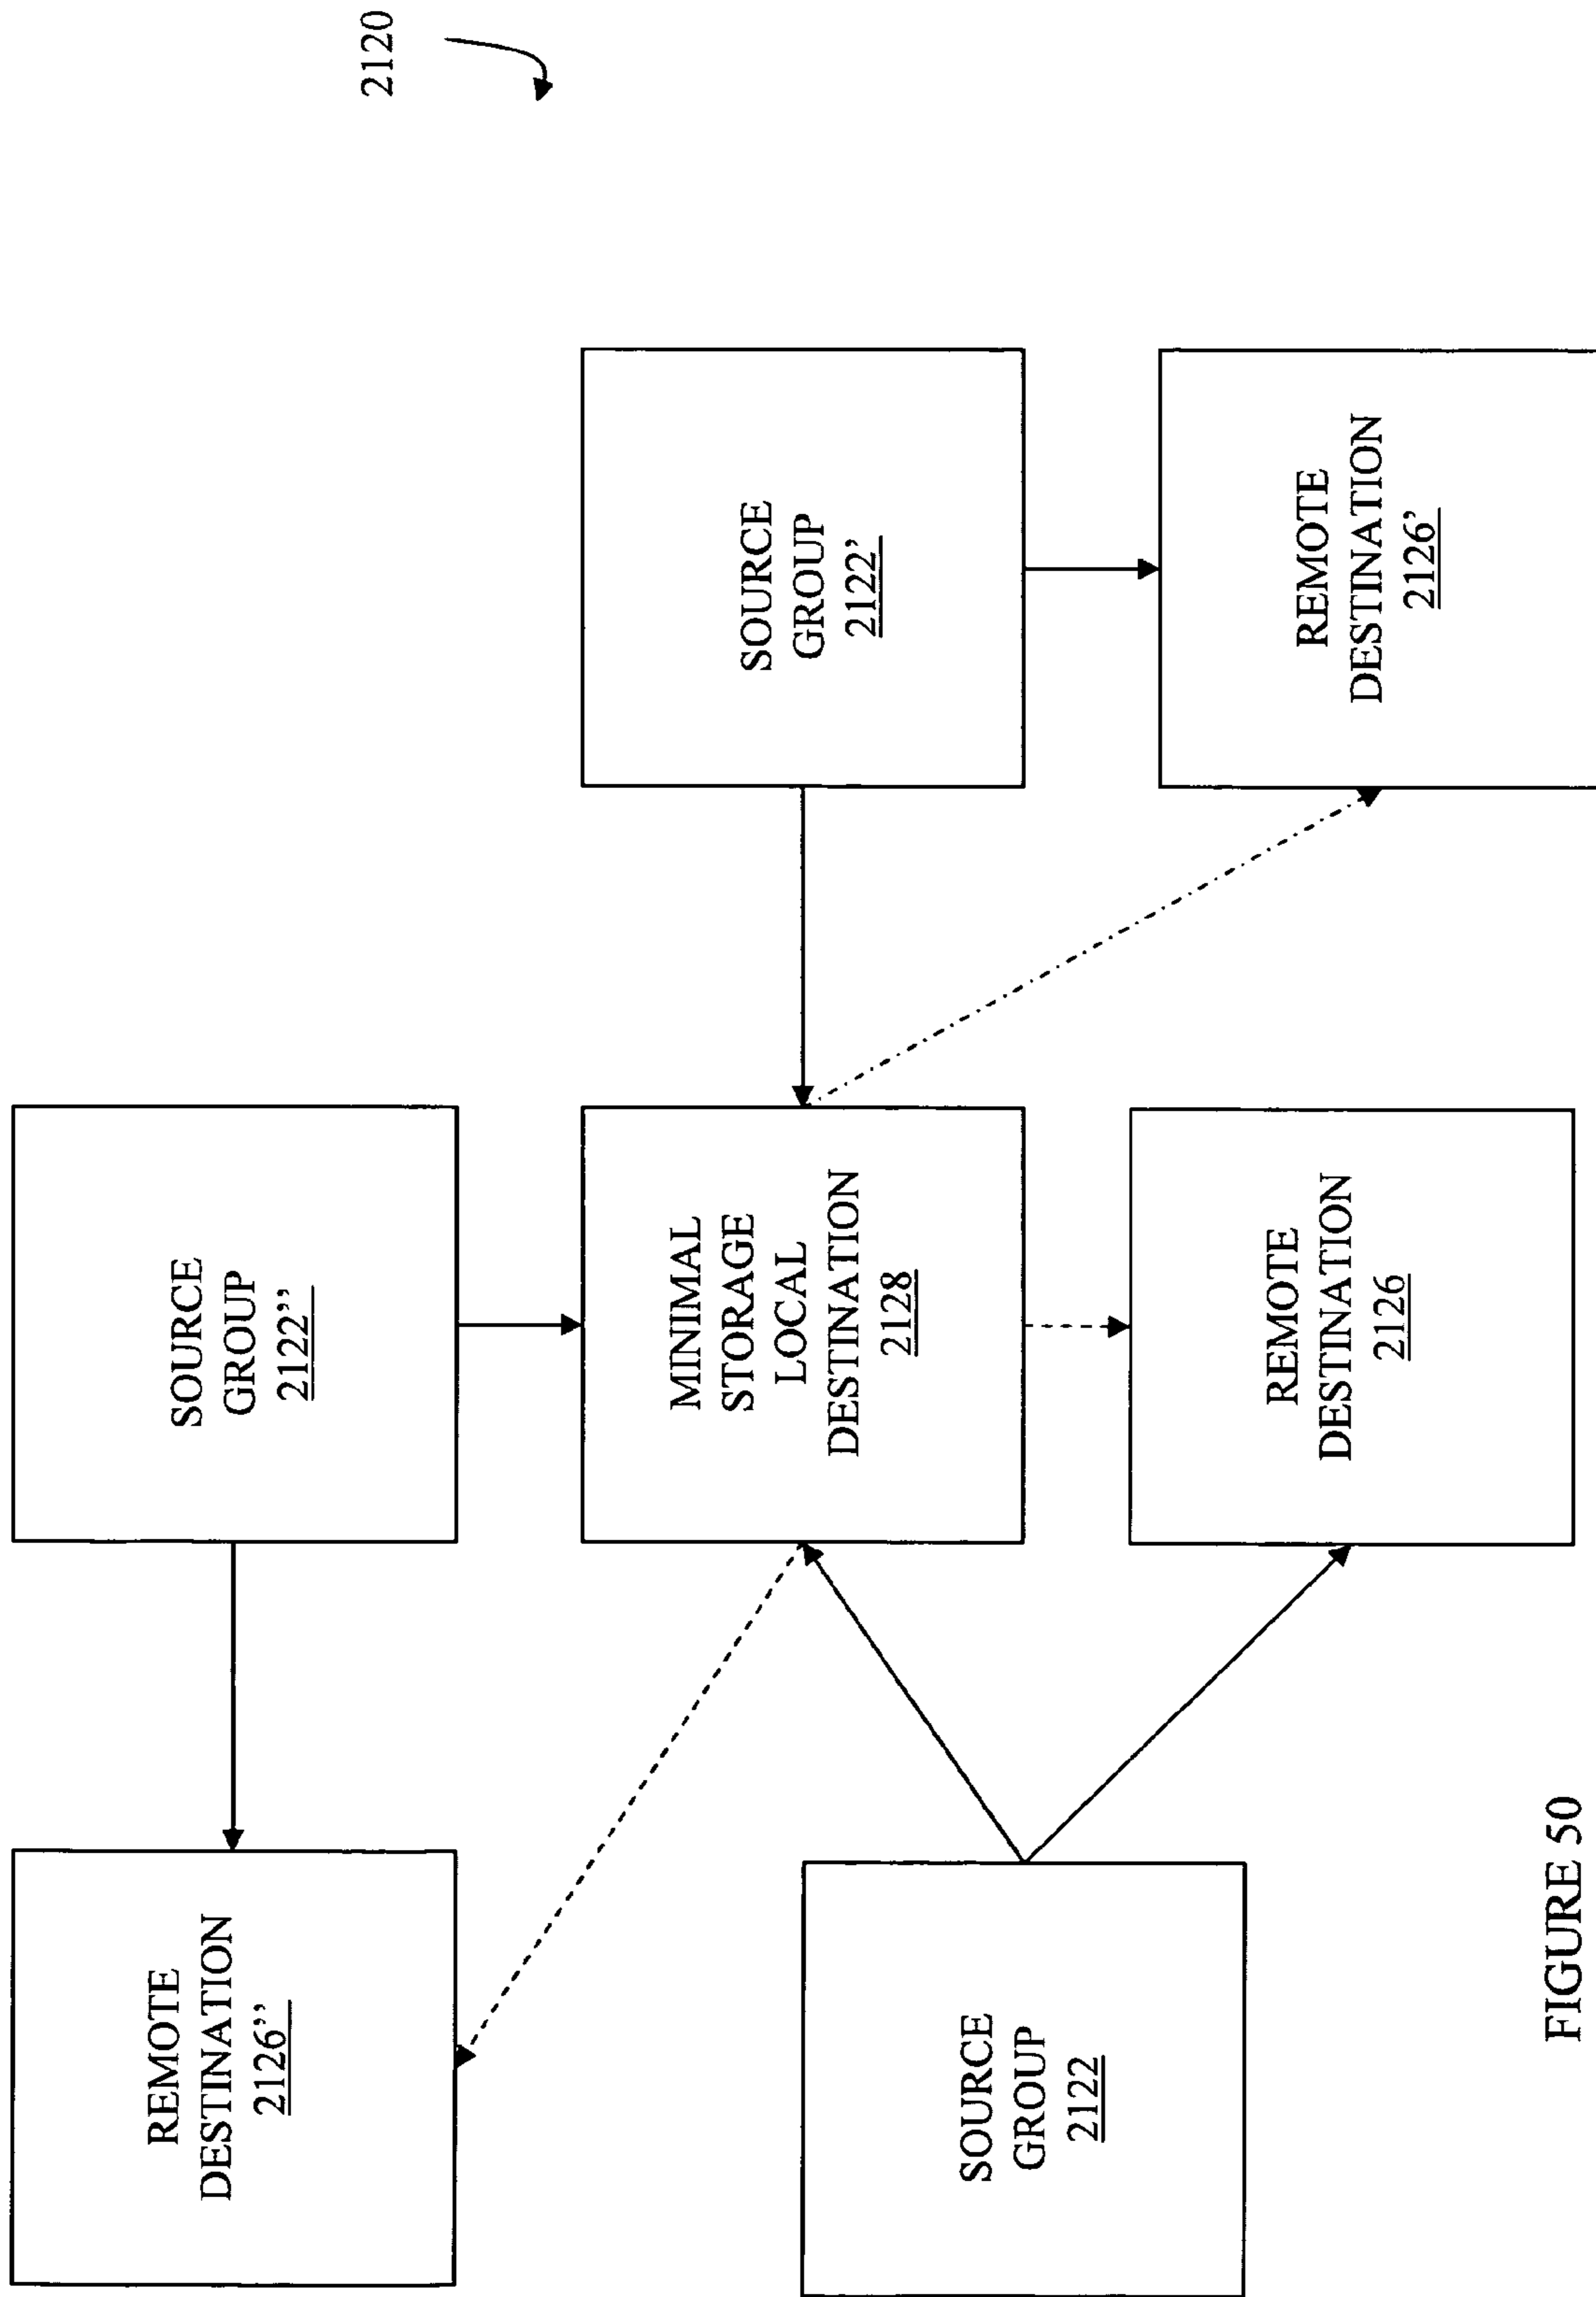 2120
REMOTE
DESTINATION
2126’’
SOURCE
GROUP
2122’’
SOURCE
GROUP
2122
MINIMAL
STORAGE
LOCAL
DESTINATION
2128
SOURCE
GROUP
2122’
REMOTE
DESTINATION
2126
REMOTE
DESTINATION
2126’
FIGURE 50